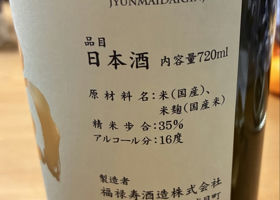 JYUNMAIDAIGINJ
品目
日本酒 内容量720ml
原材料名：米(国産)、
米麹(国産米)
精米歩合：35%
アルコール分：16度
製造者
福禄寿酒造株式会社